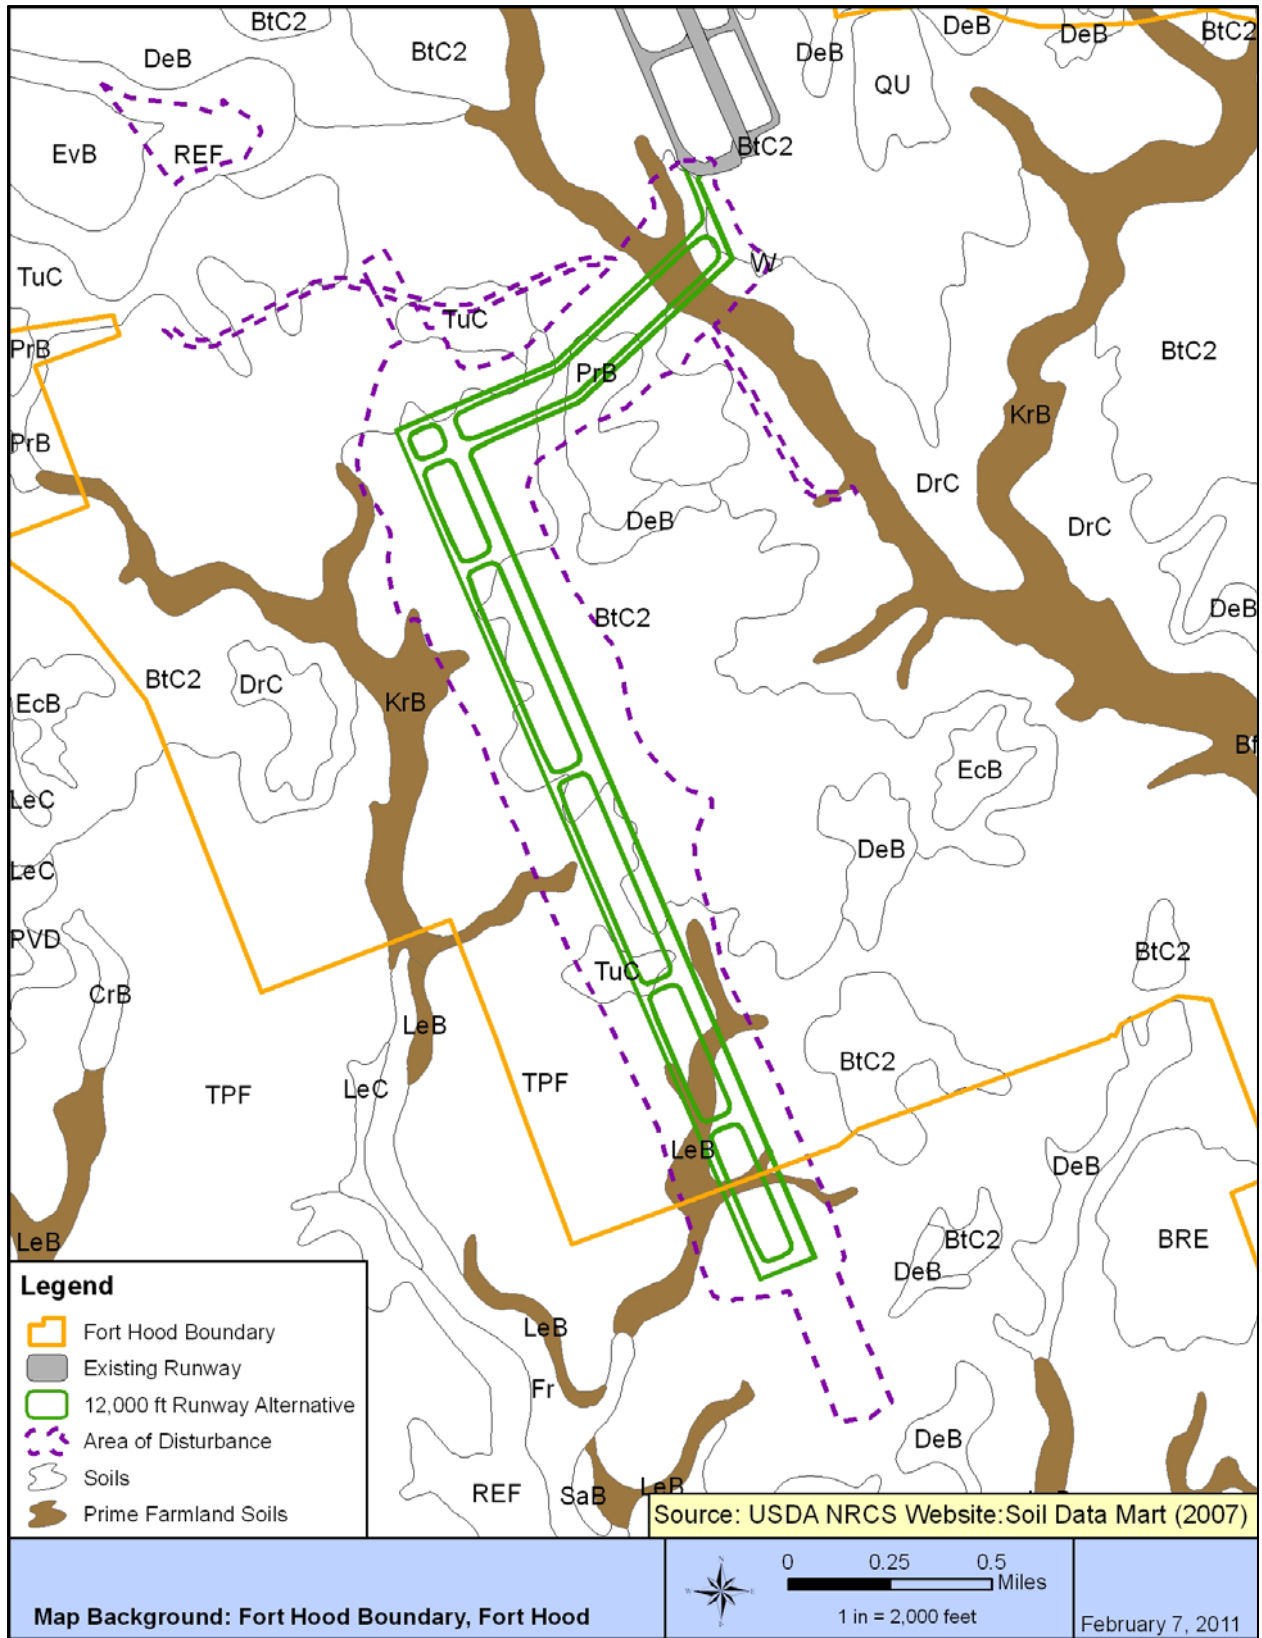 BtC2
DeB
BtC2
DeB
DeB
DeB
BtC2
QU
EvB
REF
BtC2
W
TuC
TuC
PrB
PrB
BtC2
PrB
KrB
DrC
DeB
DrC
DeB
BtC2
BtC2
DrC
EcB
KrB
Bf
EcB
LeC
DeB
LeC
PVD
BtC2
TuC
CrB
LeB
BtC2
TPF
LeC
TPF
LeB
DeB
LeB
BtC2
BRE
DeB
LeB
Fr
DeB
REF
SaB
LeB
Legend
Fort Hood Boundary
Existing Runway
12,000 ft Runway Alternative
Area of Disturbance
Soils
Prime Farmland Soils
Source: USDA NRCS Website:Soil Data Mart (2007)
Map Background: Fort Hood Boundary, Fort Hood
N
W
E
S
0 0.25 0.5
Miles
1 in = 2,000 feet
February 7, 2011